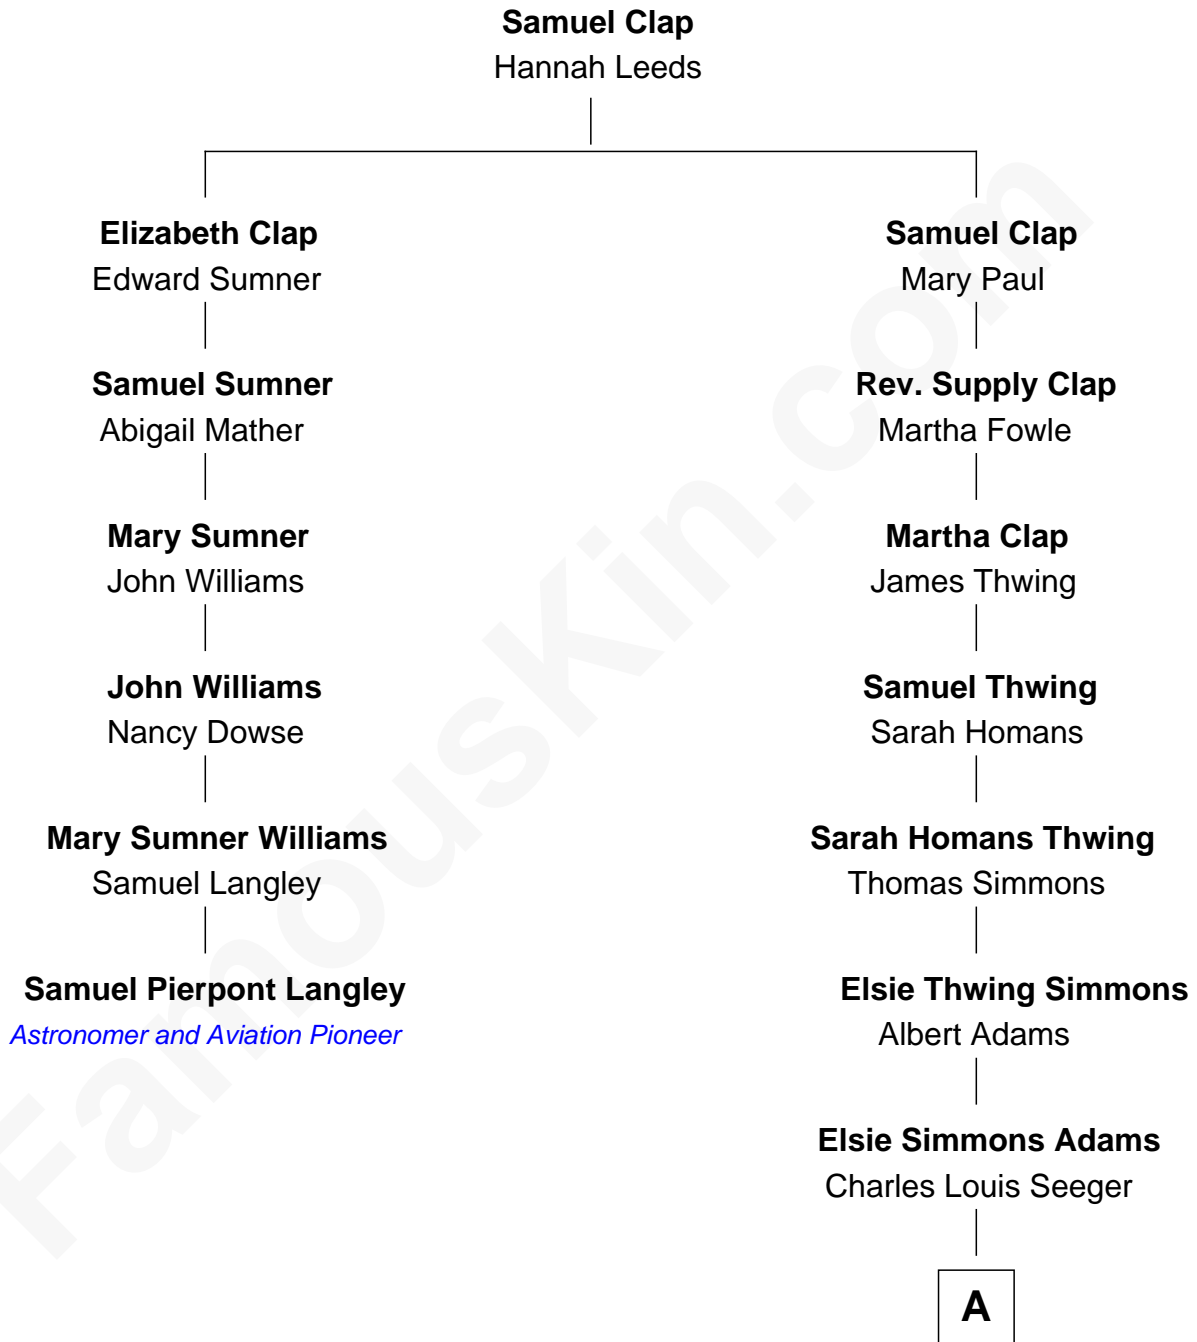 Samuel Clap
Hannah Leeds
Elizabeth Clap
Edward Sumner
Samuel Sumner
Abigail Mather
Mary Sumner
John Williams
John Williams
Nancy Dowse
Mary Sumner Williams
Samuel Langley
Samuel Pierpont Langley
Astronomer and Aviation Pioneer
Samuel Clap
Mary Paul
Rev. Supply Clap
Martha Fowle
Martha Clap
James Thwing
Samuel Thwing
Sarah Homans
Sarah Homans Thwing
Thomas Simmons
Elsie Thwing Simmons
Albert Adams
Elsie Simmons Adams
Charles Louis Seeger
A
FamousKin.com